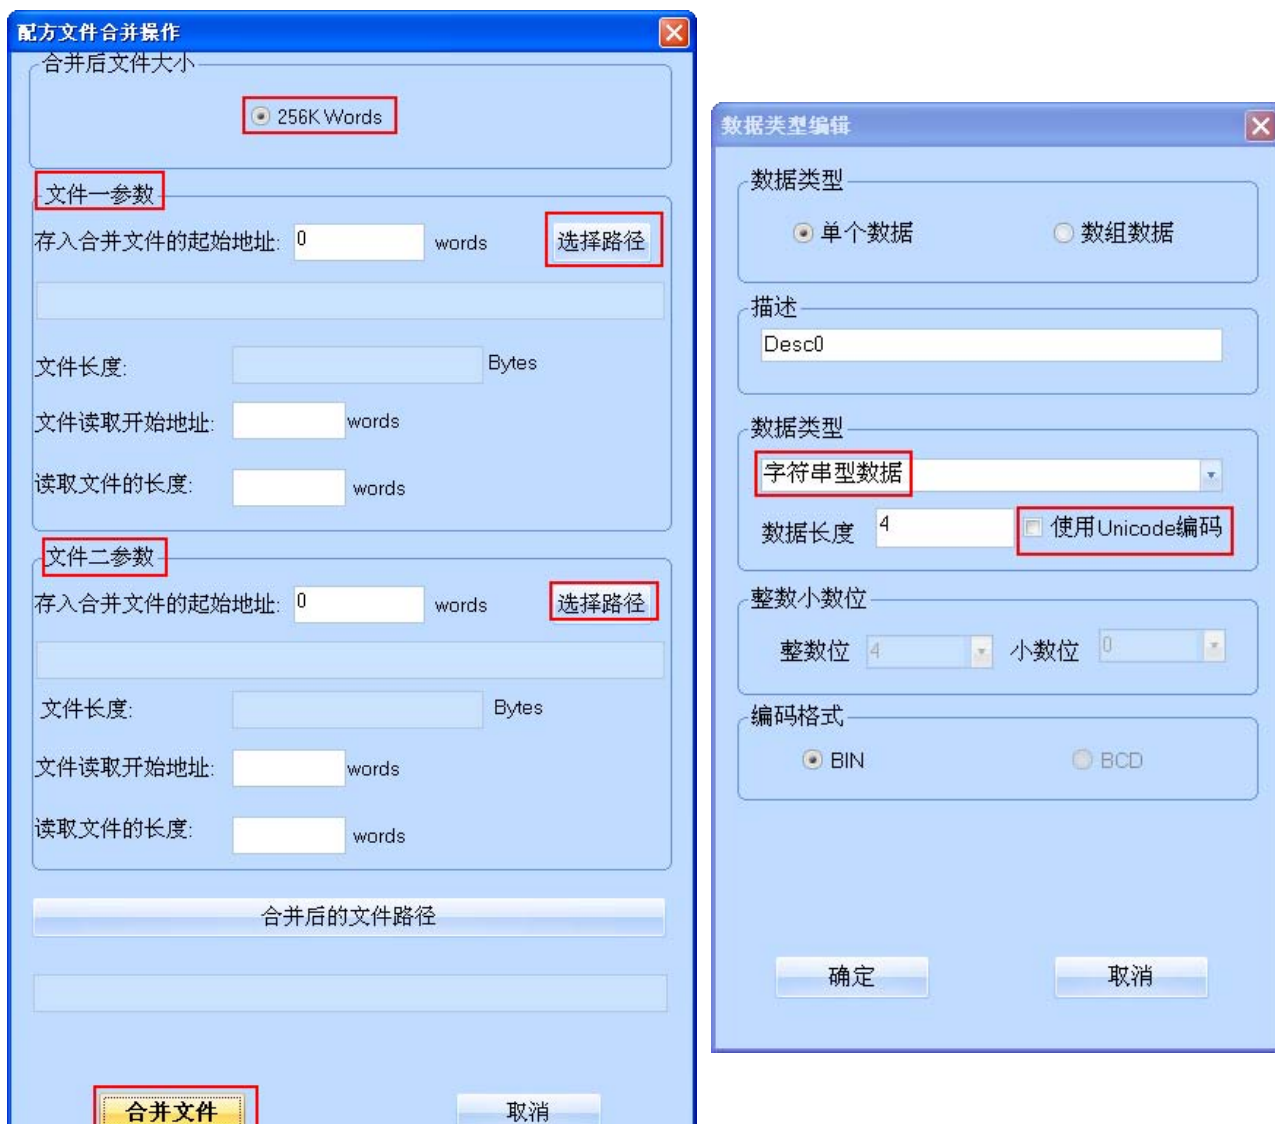 配方文件合并操作
合并后文件大小
256K Words
文件一参数
存入合并文件的起始地址: 0 words 选择路径
文件长度: Bytes
文件读取开始地址: words
读取文件的长度: words
文件二参数
存入合并文件的起始地址: 0 words 选择路径
文件长度: Bytes
文件读取开始地址: words
读取文件的长度: words
合并后的文件路径
合并文件 取消
数据类型编辑
数据类型
单个数据 数组数据
描述
Desc0
数据类型
字符串型数据
数据长度 4 使用Unicode编码
整数小数位
整数位 4 小数位 0
编码格式
BIN BCD
确定 取消